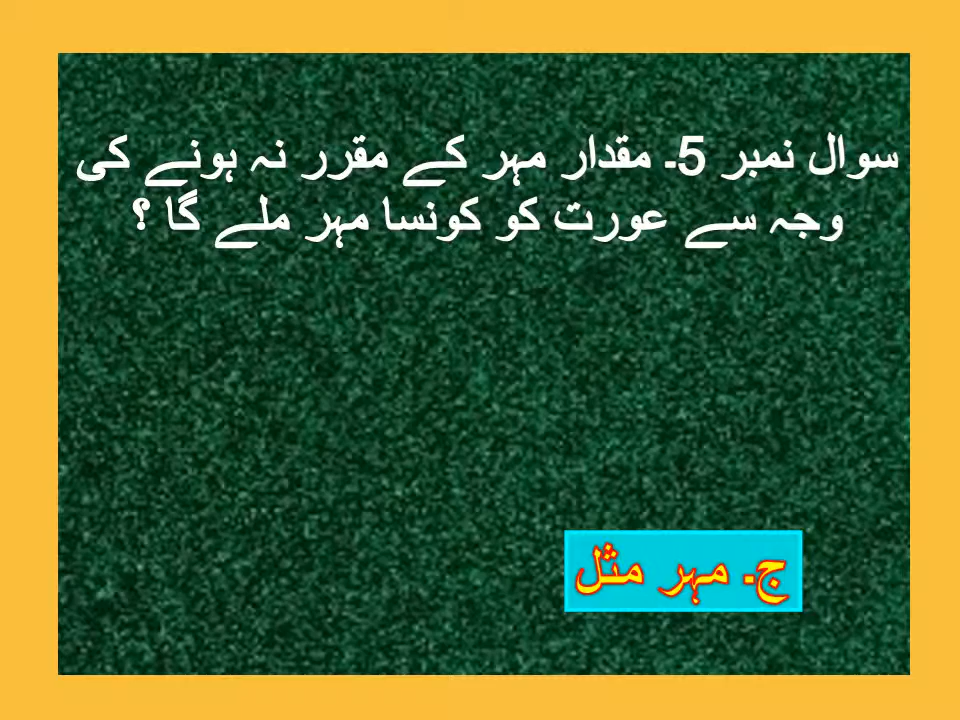 سوال نمبر 5۔ مقدار مہر کے مقرر نہ ہونے کی
وجہ سے عورت کو کونسا مہر ملے گا ؟
ج۔ مہر مثل